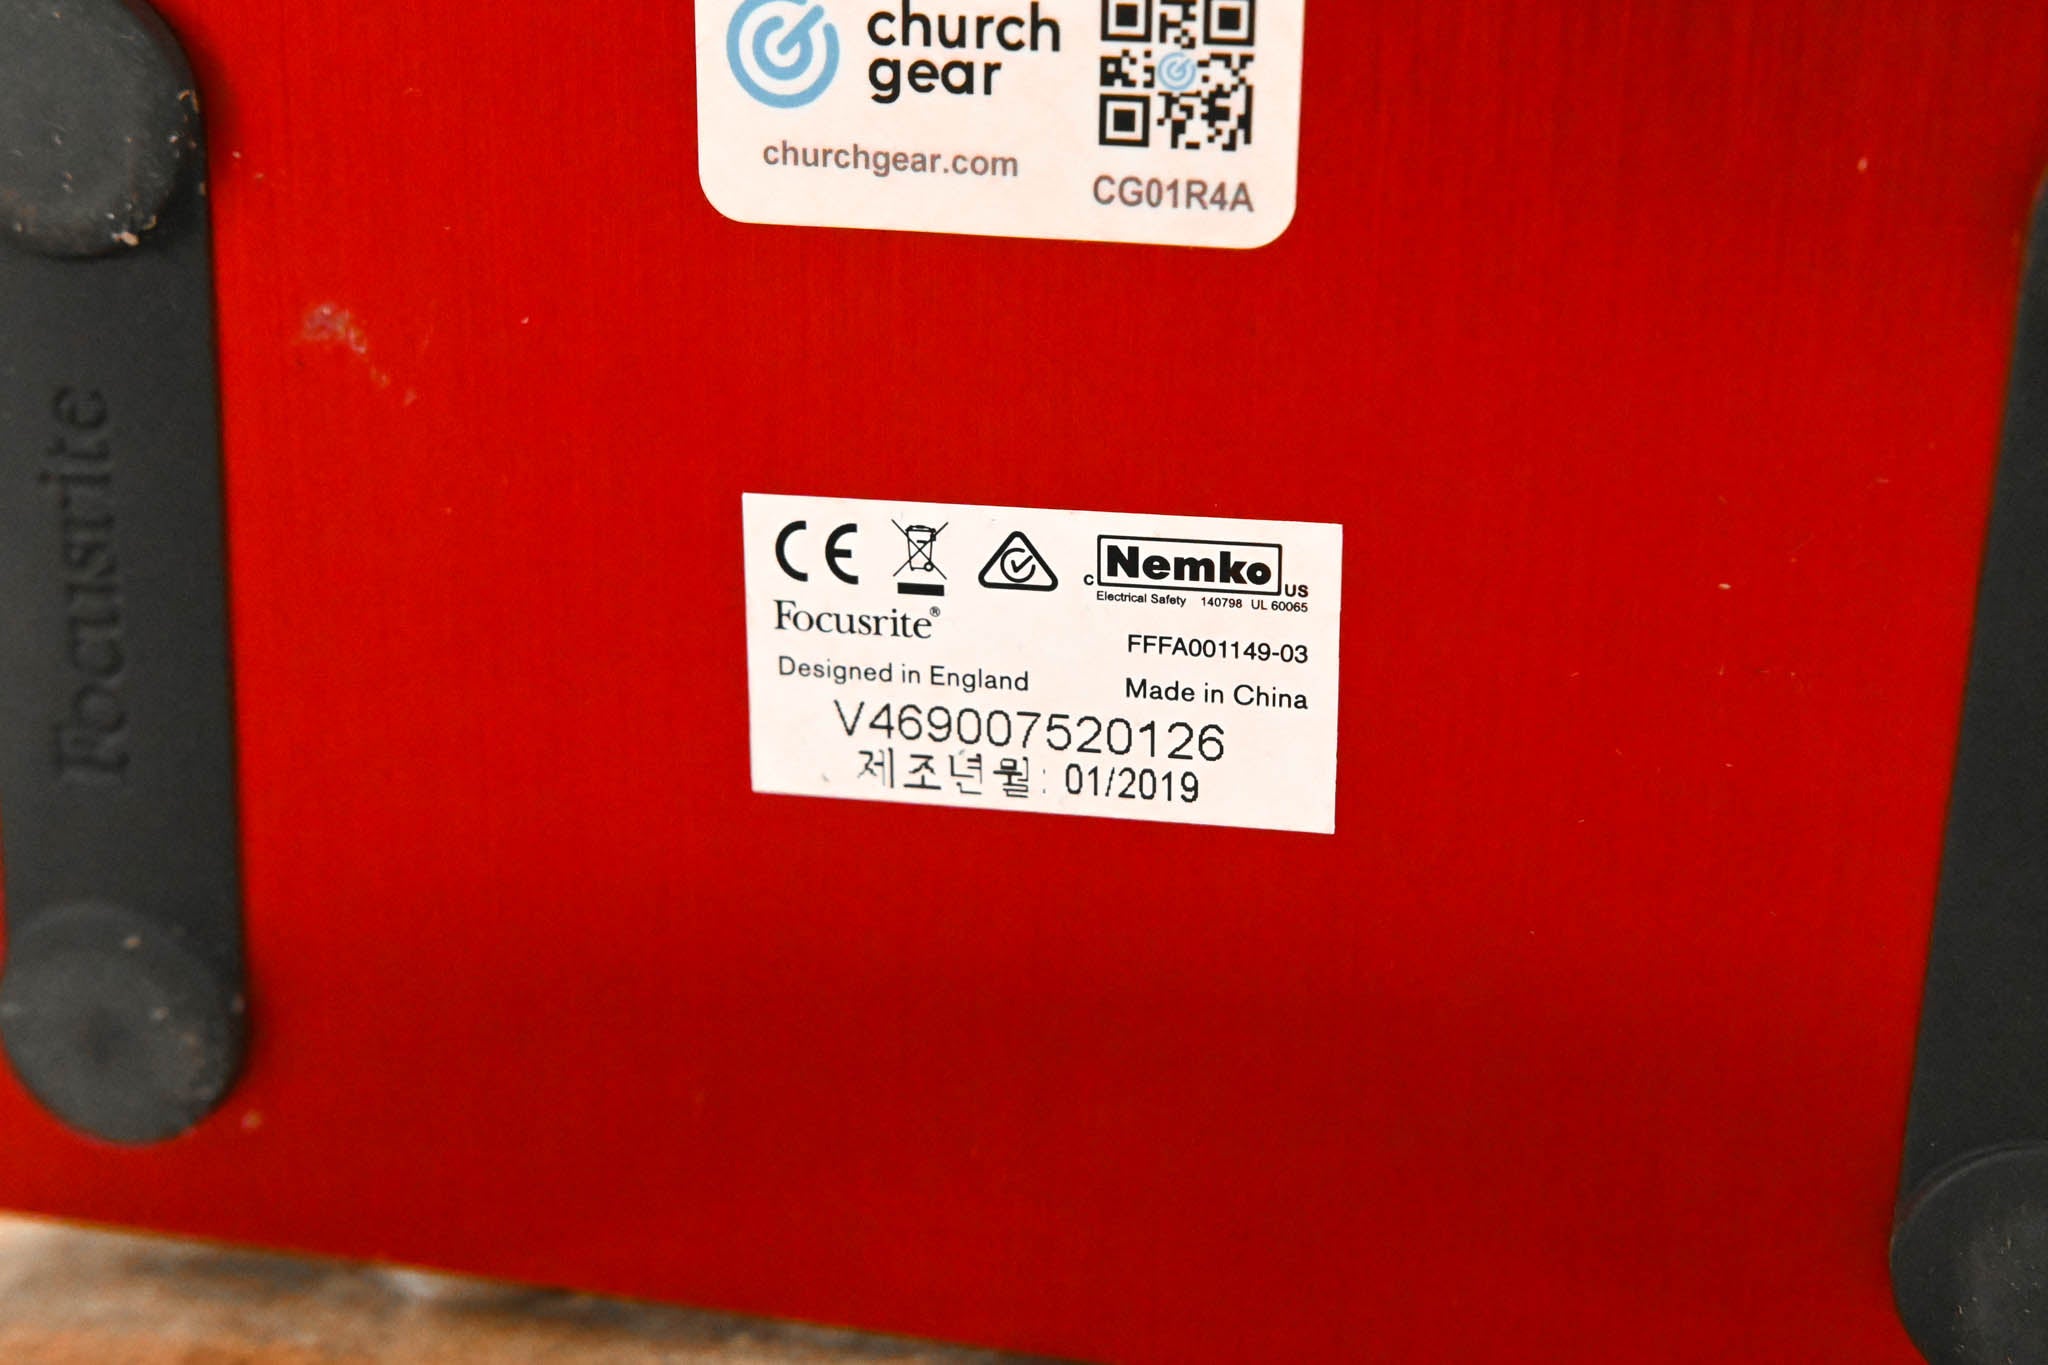 church
gear
churchgear.com
CG01R4A
Focusrite
CE
c Nemko US
Electrical Safety 140798 UL 60065
Focusrite®
FFFA001149-03
Designed in England
Made in China
V469007520126
제조년월: 01/2019